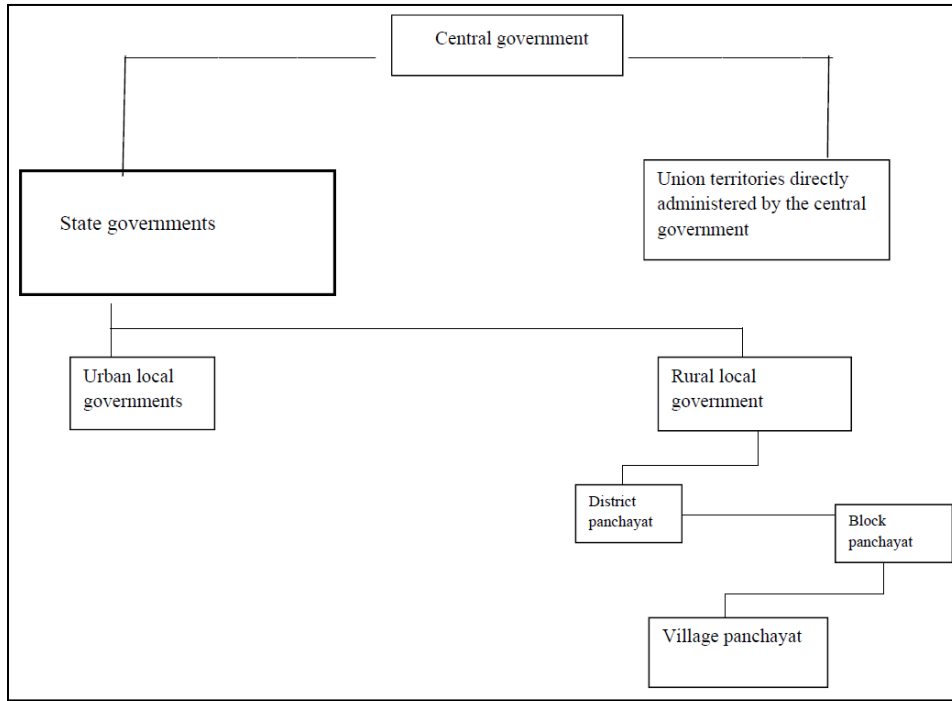 Central government
State governments
Union territories directly
administered by the central
government
Urban local
governments
Rural local
government
District
panchayat
Block
panchayat
Village panchayat